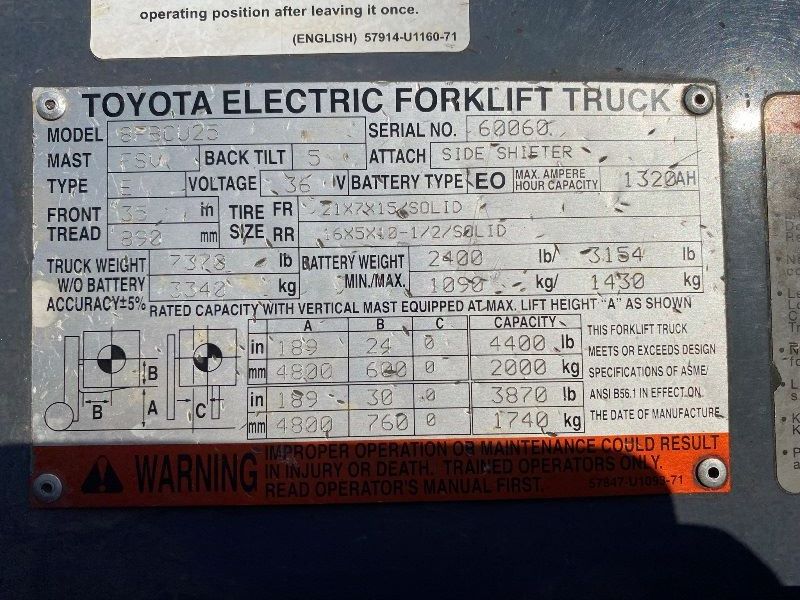 operating position after leaving it once.
(ENGLISH) 57914-U1160-71
TOYOTA ELECTRIC FORKLIFT TRUCK
MODEL 8FBCU25 SERIAL NO. 60060
MAST FSV BACK TILT 5 ATTACH SIDE SHIFTER
TYPE E VOLTAGE 36 V BATTERY TYPE EO MAX. AMPERE HOUR CAPACITY 1320AH
FRONT TREAD 35 in TIRE SIZE FR 21X7X15/SOLID
890 mm RR 16X5X10-1/2/SOLID
TRUCK WEIGHT W/O BATTERY ACCURACY±5% lb BATTERY WEIGHT MIN./MAX. 2400 lb/ 3154 lb
3340 kg 1090 kg/ 1430 kg
RATED CAPACITY WITH VERTICAL MAST EQUIPPED AT MAX. LIFT HEIGHT "A" AS SHOWN
A B C CAPACITY
in 189 24 0 4400 lb
mm 4800 600 0 2000 kg
in 189 30 0 3870 lb
mm 4800 760 0 1740 kg
B
B A C
THIS FORKLIFT TRUCK
MEETS OR EXCEEDS DESIGN
SPECIFICATIONS OF ASME/
ANSI B56.1 IN EFFECT ON
THE DATE OF MANUFACTURE
WARNING
IMPROPER OPERATION OR MAINTENANCE COULD RESULT
IN INJURY OR DEATH. TRAINED OPERATORS ONLY.
READ OPERATOR'S MANUAL FIRST.
57847-U1093-71